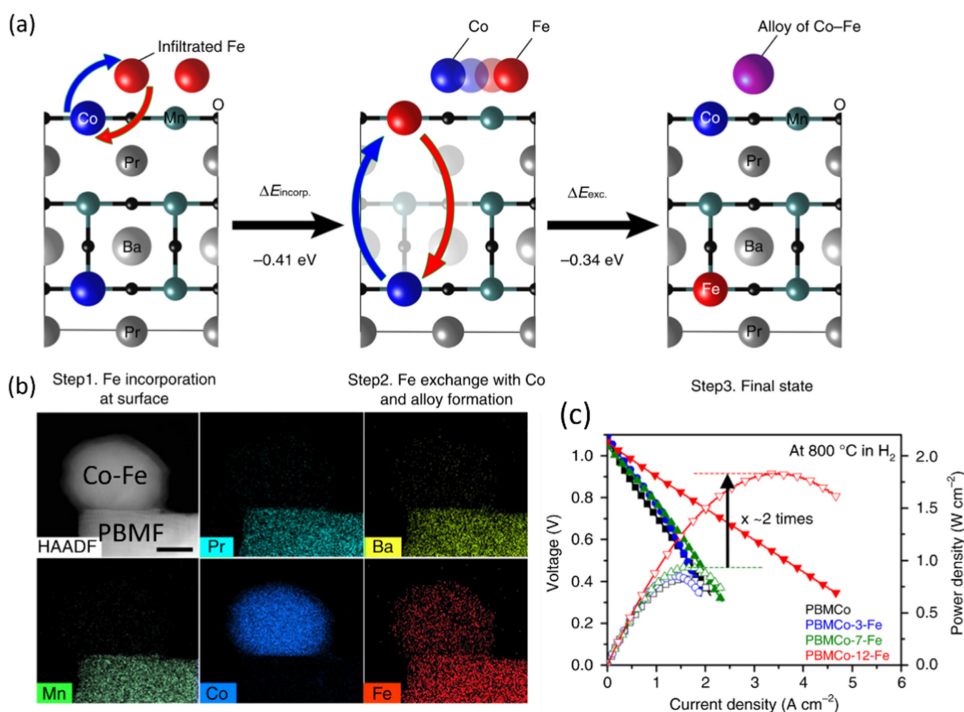 (a)
Infiltrated Fe
Co
Mn
O
Pr
Ba
Pr
ΔEincorp.
−0.41 eV
Co
Fe
ΔEexc.
−0.34 eV
Alloy of Co–Fe
Co
Mn
Pr
Ba
Fe
Pr
Step1. Fe incorporation
at surface
Step2. Fe exchange with Co
and alloy formation
Step3. Final state
(b)
Co-Fe
PBMF
HAADF
Pr
Ba
Mn
Co
Fe
(c)
At 800 °C in H2
x ~2 times
PBMCo
PBMCo-3-Fe
PBMCo-7-Fe
PBMCo-12-Fe
Voltage (V)
1.0
0.8
0.6
0.4
0.2
0.0
Power density (W cm−2)
2.0
1.5
1.0
0.5
0.0
0 1 2 3 4 5 6
Current density (A cm−2)